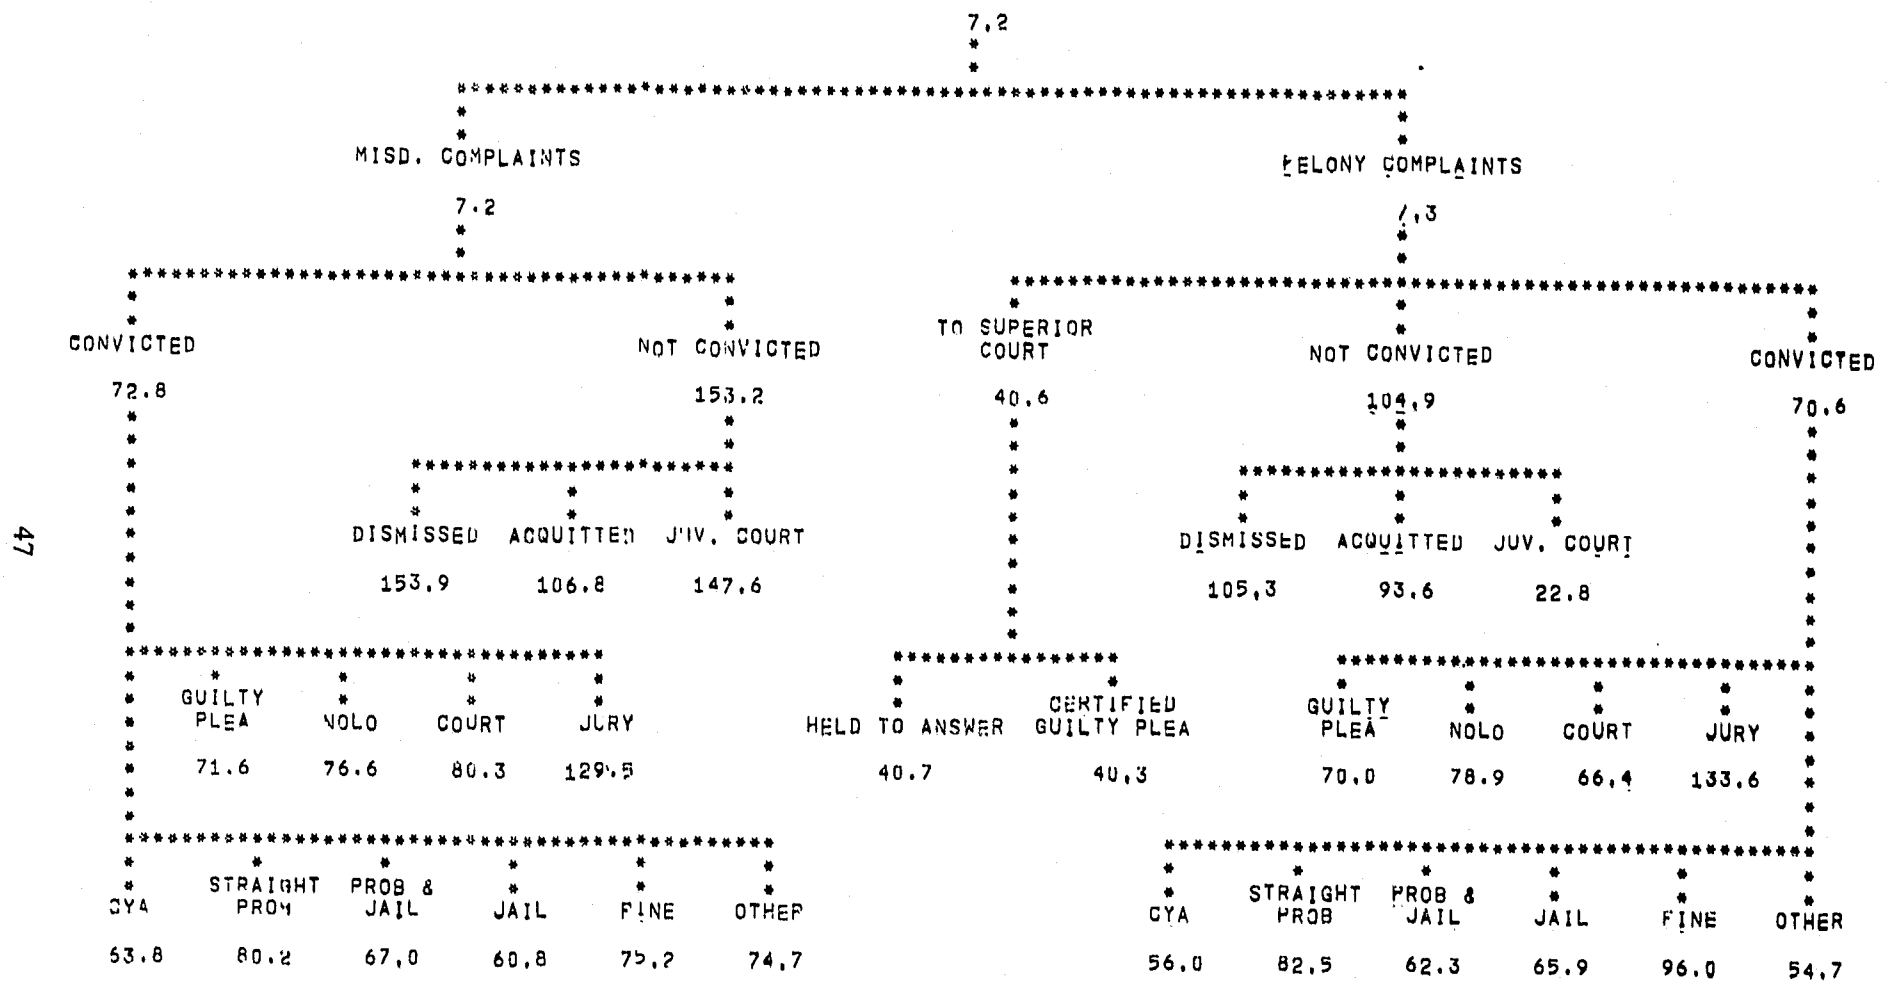 7.2
MISD. COMPLAINTS
FELONY COMPLAINTS
7.2
7.3
CONVICTED
NOT CONVICTED
TO SUPERIOR
COURT
NOT CONVICTED
CONVICTED
72.8
153.2
40.6
104.9
70.6
DISMISSED ACQUITTED JUV. COURT
DISMISSED ACQUITTED JUV. COURT
153.9 106.8 147.6
105.3 93.6 22.8
47
GUILTY
PLEA NOLO COURT JURY
71.6 76.6 80.3 129.5
HELD TO ANSWER
CERTIFIED
GUILTY PLEA
40.7 40.3
GUILTY
PLEA NOLO COURT JURY
70.0 78.9 66.4 133.6
CYA
STRAIGHT
PROB
PROB &
JAIL
JAIL FINE OTHER
63.8 80.2 67.0 60.8 75.2 74.7
CYA
STRAIGHT
PROB
PROB &
JAIL
JAIL FINE OTHER
56.0 82.5 62.3 65.9 96.0 54.7